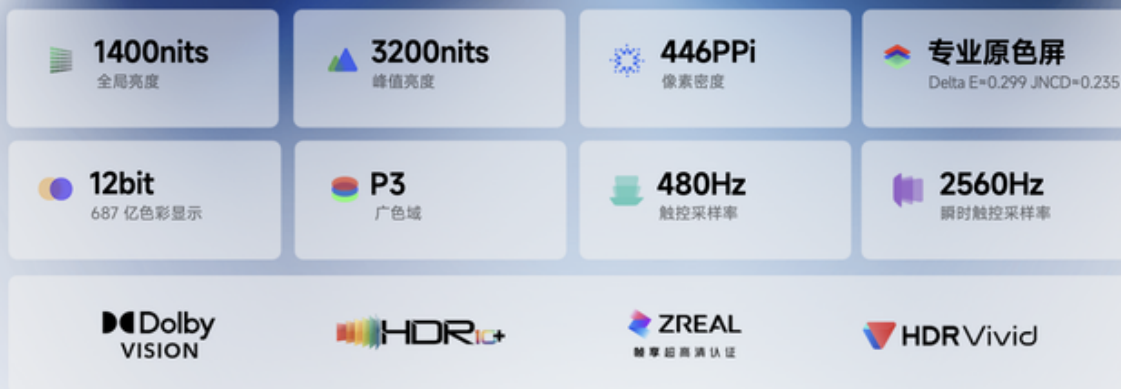 1400nits
全局亮度
3200nits
峰值亮度
446PPi
像素密度
专业原色屏
Delta E≈0.299 JNCD≈0.235
12bit
687 亿色彩显示
P3
广色域
480Hz
触控采样率
2560Hz
瞬时触控采样率
Dolby
VISION
HDR10+
ZREAL
帧享超高清认证
HDR Vivid